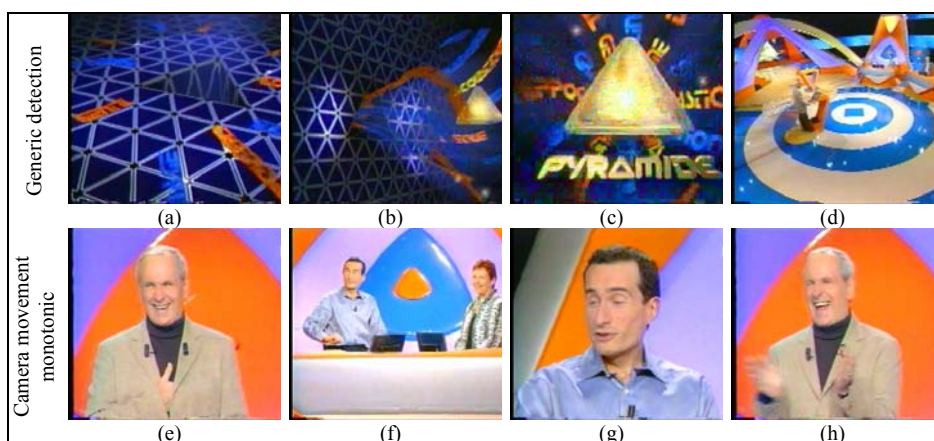 Generic detection
PYRAMIDE
(a) (b) (c) (d)
Camera movement
monotonic
(e) (f) (g) (h)